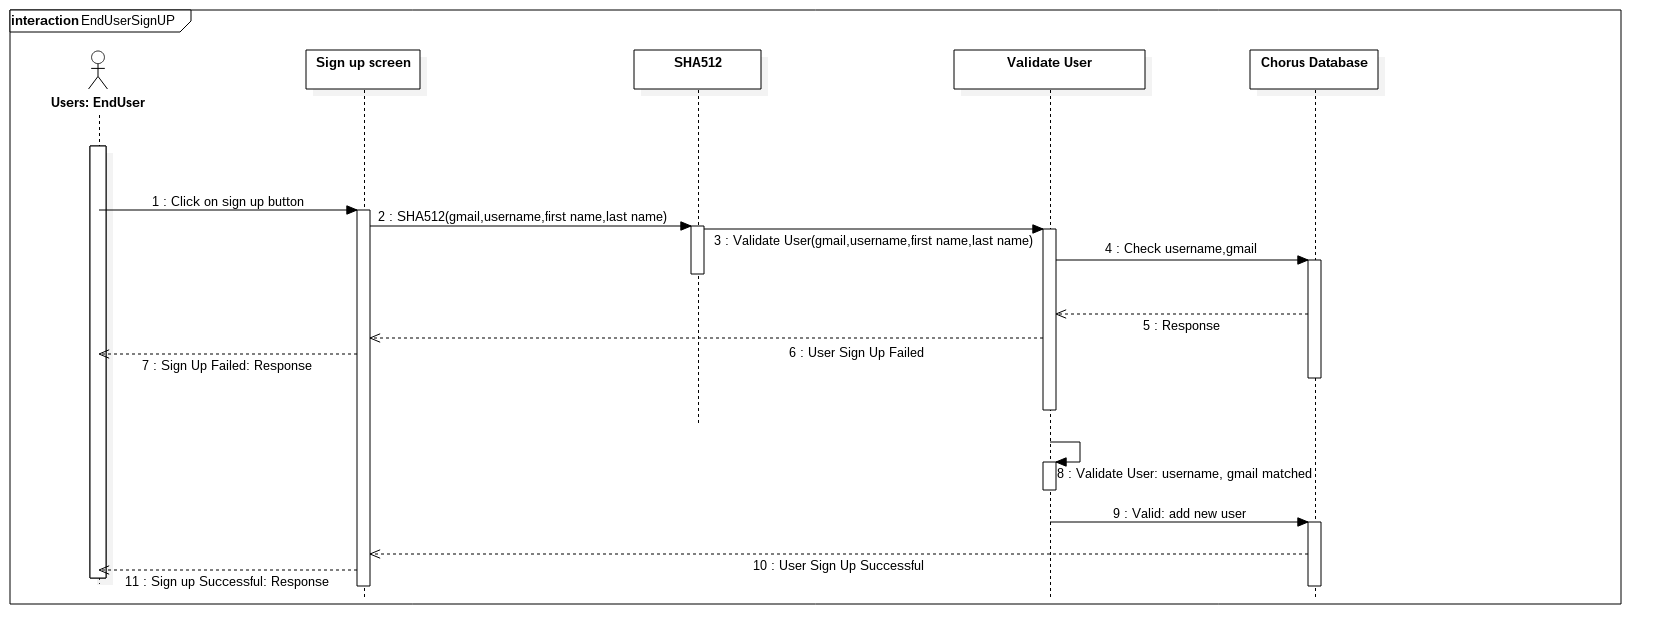 interaction EndUserSignUP
Users: EndUser
Sign up screen
SHA512
Validate User
Chorus Database
1 : Click on sign up button
2 : SHA512(gmail,username,first name,last name)
3 : Validate User(gmail,username,first name,last name)
4 : Check username,gmail
5 : Response
6 : User Sign Up Failed
7 : Sign Up Failed: Response
8 : Validate User: username, gmail matched
9 : Valid: add new user
10 : User Sign Up Successful
11 : Sign up Successful: Response